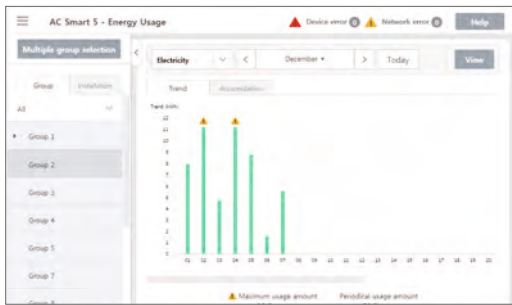 AC Smart 5 - Energy Usage
Device error 0
Network error 0
Help
Multiple group selection
Electricity
December
Today
View
Group
Installation
Trend
Accumulation
All
Trend (kWh)
Group 1
Group 2
Group 3
Group 4
Group 5
Group 7
12
11
10
9
8
7
6
5
4
3
2
1
0
01 02 03 04 05 06 07 08 09 10 11 12 13 14 15 16 17 18 19 20
Maximum usage amount
Periodical usage amount